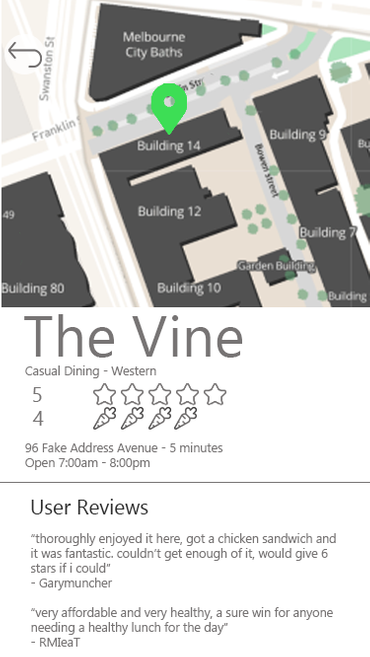 Melbourne
City Baths
Swanston St
Franklin
n Str
Building 14
Building 9
Bowen Street
Bu
49
Building 12
Building 7
Garden Building
Building 80
Building 10
Building
The Vine
Casual Dining - Western
5
4
96 Fake Address Avenue - 5 minutes
Open 7:00am - 8:00pm
User Reviews
“thoroughly enjoyed it here, got a chicken sandwich and
it was fantastic. couldn’t get enough of it, would give 6
stars if i could”
- Garymuncher
“very affordable and very healthy, a sure win for anyone
needing a healthy lunch for the day”
- RMIeaT